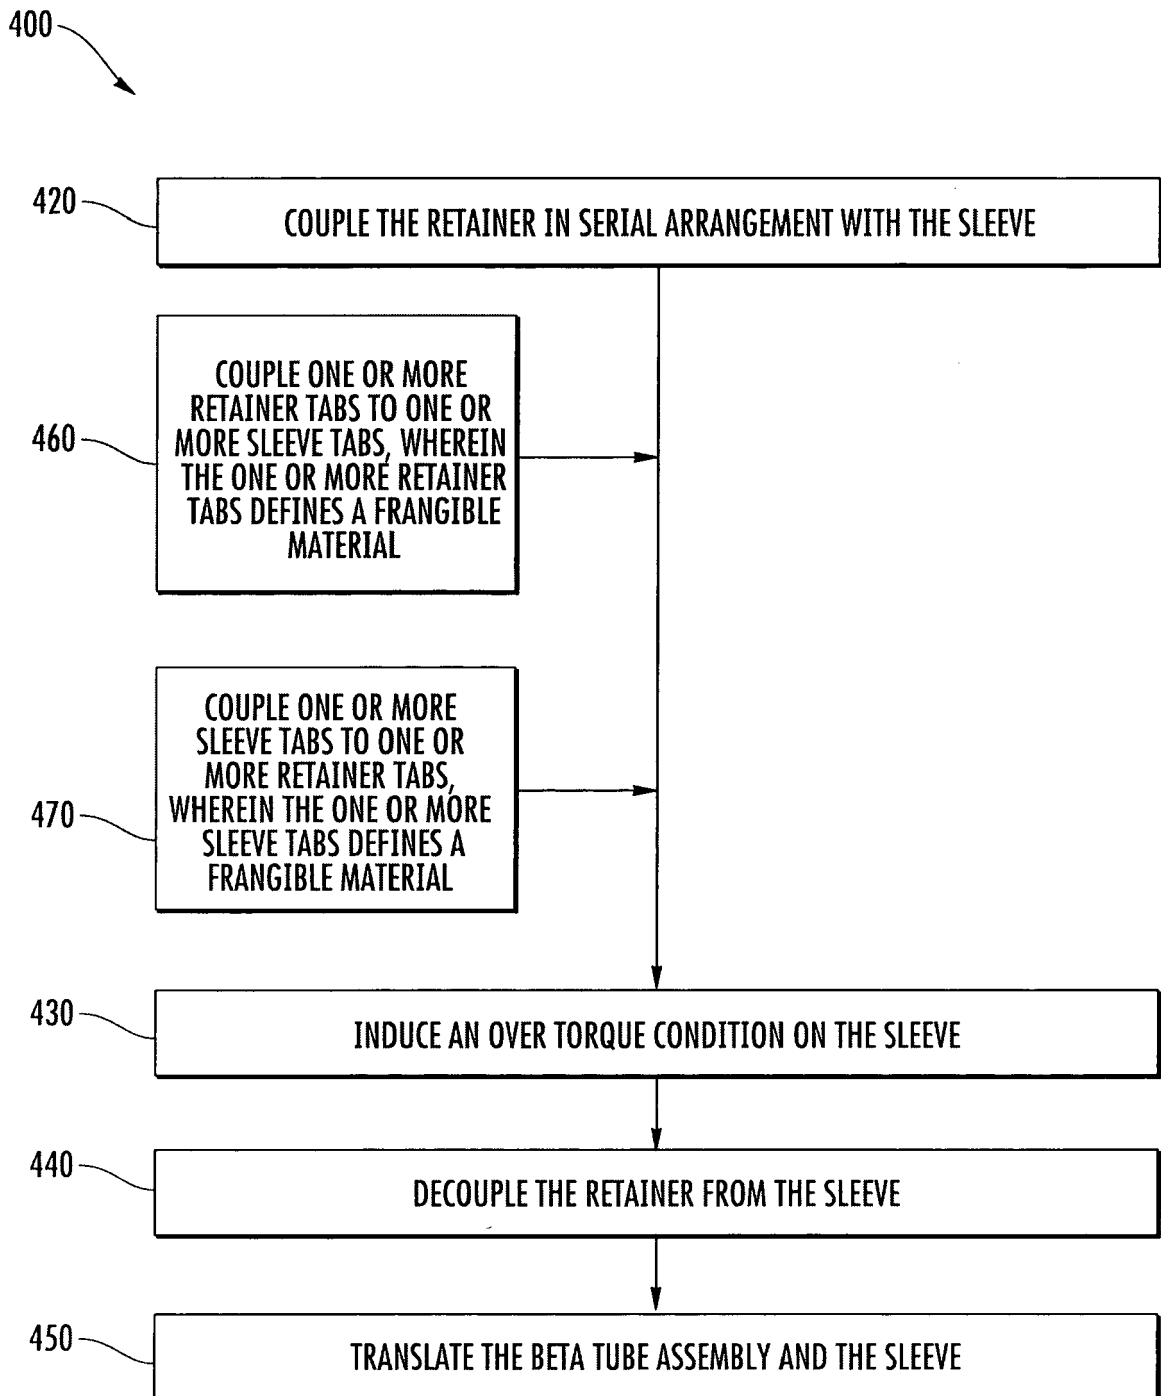 400
420
COUPLE THE RETAINER IN SERIAL ARRANGEMENT WITH THE SLEEVE
460
COUPLE ONE OR MORE
RETAINER TABS TO ONE OR
MORE SLEEVE TABS, WHEREIN
THE ONE OR MORE RETAINER
TABS DEFINES A FRANGIBLE
MATERIAL
470
COUPLE ONE OR MORE
SLEEVE TABS TO ONE OR
MORE RETAINER TABS,
WHEREIN THE ONE OR MORE
SLEEVE TABS DEFINES A
FRANGIBLE MATERIAL
430
INDUCE AN OVER TORQUE CONDITION ON THE SLEEVE
440
DECOUPLE THE RETAINER FROM THE SLEEVE
450
TRANSLATE THE BETA TUBE ASSEMBLY AND THE SLEEVE